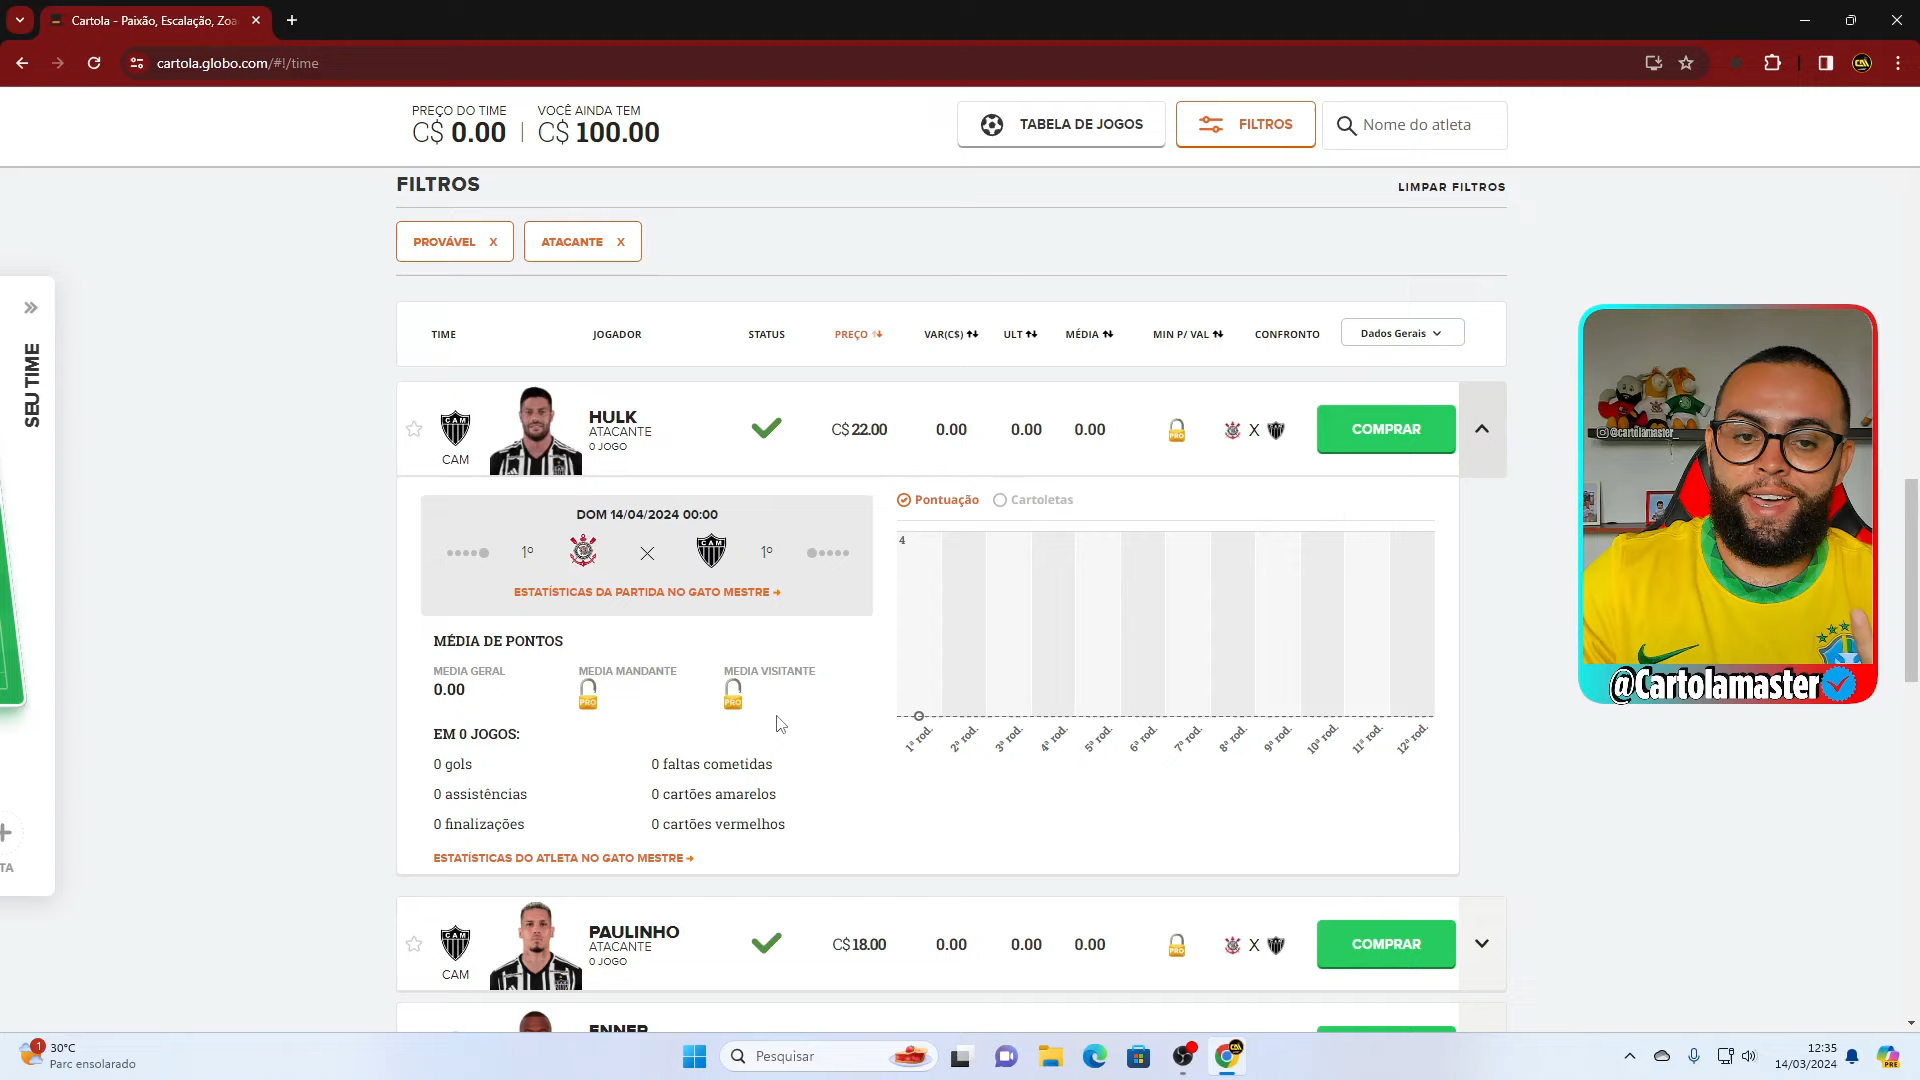 Cartola - Paixão, Escalação, Zoa
cartola.globo.com/#!/time
PREÇO DO TIME
C$ 0.00
VOCÊ AINDA TEM
C$ 100.00
TABELA DE JOGOS
FILTROS
Nome do atleta
FILTROS
LIMPAR FILTROS
PROVÁVEL X
ATACANTE X
SEU TIME
TA
TIME JOGADOR STATUS PREÇO VAR(C$) ULT MÉDIA MIN P/ VAL CONFRONTO Dados Gerais
CAM
HULK
ATACANTE
0 JOGO
C$ 22.00 0.00 0.00 0.00 PRO X COMPRAR
DOM 14/04/2024 00:00
1º 1º
ESTATÍSTICAS DA PARTIDA NO GATO MESTRE
MÉDIA DE PONTOS
MEDIA GERAL MEDIA MANDANTE MEDIA VISITANTE
0.00 PRO PRO
EM 0 JOGOS:
0 gols 0 faltas cometidas
0 assistências 0 cartões amarelos
0 finalizações 0 cartões vermelhos
ESTATÍSTICAS DO ATLETA NO GATO MESTRE
Pontuação Cartoletas
4
1ª rod. 2ª rod. 3ª rod. 4ª rod. 5ª rod. 6ª rod. 7ª rod. 8ª rod. 9ª rod. 10ª rod. 11ª rod. 12ª rod.
CAM
PAULINHO
ATACANTE
0 JOGO
C$ 18.00 0.00 0.00 0.00 PRO X COMPRAR
ENNER
@cartolamaster_
@Cartolamaster
1
30°C
Parc ensolarado
Pesquisar
12:35
14/03/2024
PRE